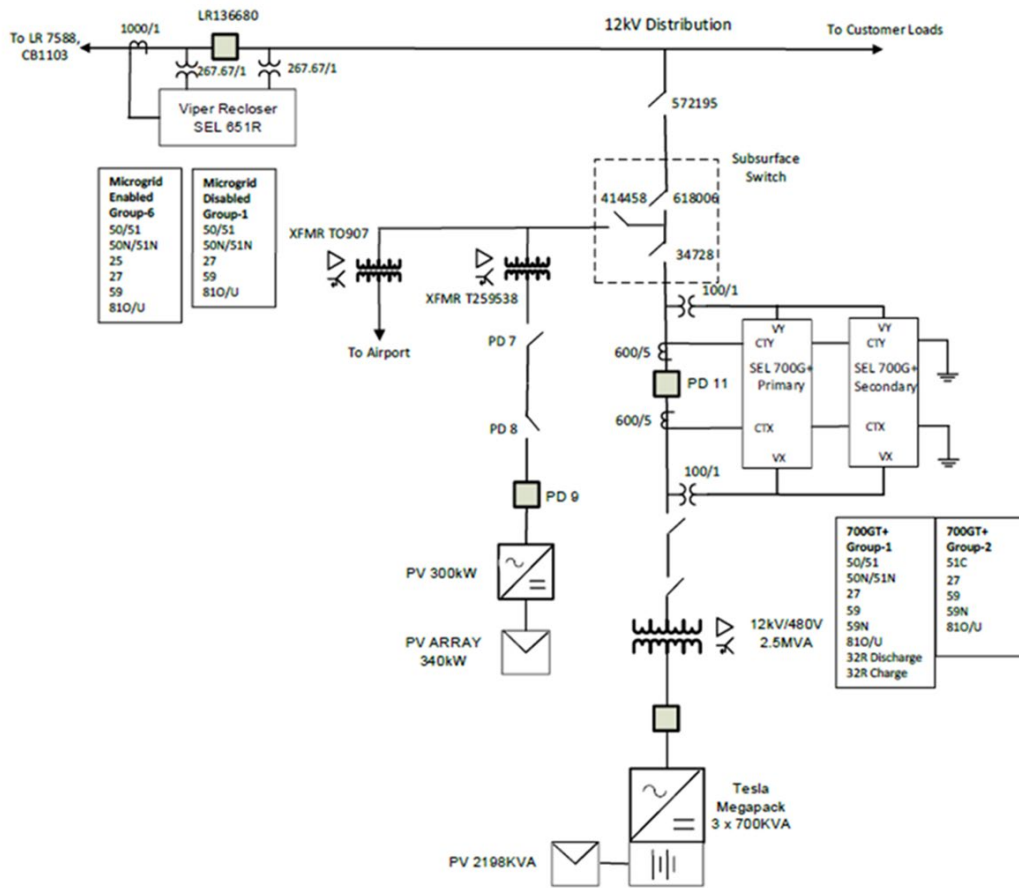 LR136680
12kV Distribution
1000/1
To LR 7588,
CB1103
To Customer Loads
267.67/1
267.67/1
Viper Recloser
SEL 651R
572195
Subsurface
Switch
Microgrid
Enabled
Group-6
50/51
50N/51N
25
27
59
81O/U
Microgrid
Disabled
Group-1
50/51
50N/51N
27
59
81O/U
414458
618006
34728
XFMR TO907
XFMR T259538
To Airport
100/1
PD 7
600/5
PD 11
600/5
VY
CTY
SEL 700G+
Primary
CTX
VX
VY
CTY
SEL 700G+
Secondary
CTX
VX
PD 8
100/1
PD 9
PV 300kW
PV ARRAY
340kW
12kV/480V
2.5MVA
700GT+
Group-1
50/51
50N/51N
27
59
59N
81O/U
32R Discharge
32R Charge
700GT+
Group-2
51C
27
59
59N
81O/U
Tesla
Megapack
3 x 700KVA
PV 2198KVA